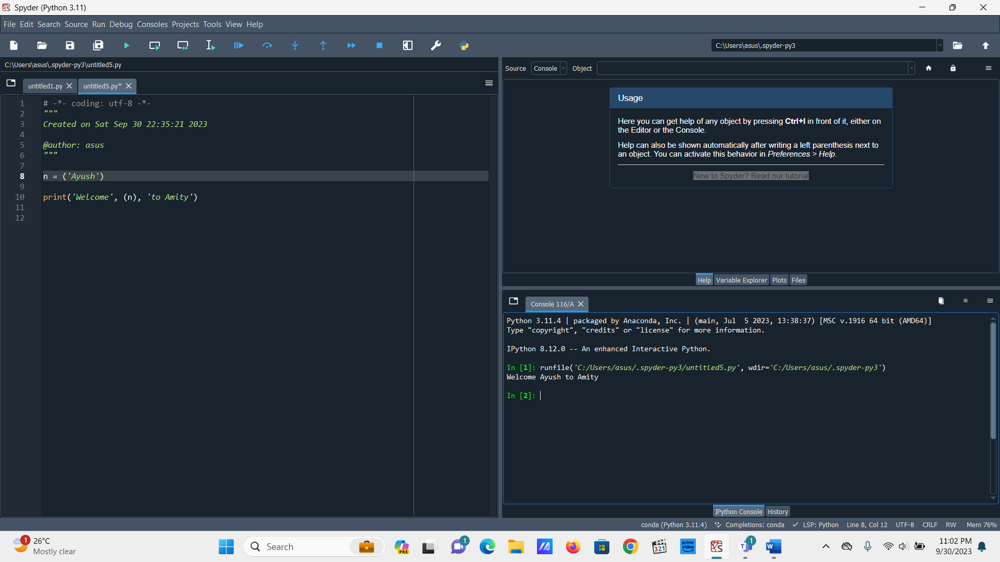 Spyder (Python 3.11)
File Edit Search Source Run Debug Consoles Projects Tools View Help
C:\Users\asus\.spyder-py3
C:\Users\asus\.spyder-py3\untitled5.py
untitled1.py
untitled5.py*
1 # -*- coding: utf-8 -*-
2 """
3 Created on Sat Sep 30 22:35:21 2023
4
5 @author: asus
6 """
7
8 n = ('Ayush')
9
10 print('Welcome', (n), 'to Amity')
11
12
Source Console Object
Usage
Here you can get help of any object by pressing Ctrl+I in front of it, either on
the Editor or the Console.
Help can also be shown automatically after writing a left parenthesis next to
an object. You can activate this behavior in Preferences > Help.
New to Spyder? Read our tutorial
Help Variable Explorer Plots Files
Console 116/A
Python 3.11.4 | packaged by Anaconda, Inc. | (main, Jul  5 2023, 13:38:37) [MSC v.1916 64 bit (AMD64)]
Type "copyright", "credits" or "license" for more information.
IPython 8.12.0 -- An enhanced Interactive Python.
In [1]: runfile('C:/Users/asus/.spyder-py3/untitled5.py', wdir='C:/Users/asus/.spyder-py3')
Welcome Ayush to Amity
In [2]:
IPython Console History
conda (Python 3.11.4) Completions: conda LSP: Python Line 8, Col 12 UTF-8 CRLF RW Mem 76%
1
26°C
Mostly clear
Search
PRE
1
321
prime
video
1
11:02 PM
9/30/2023